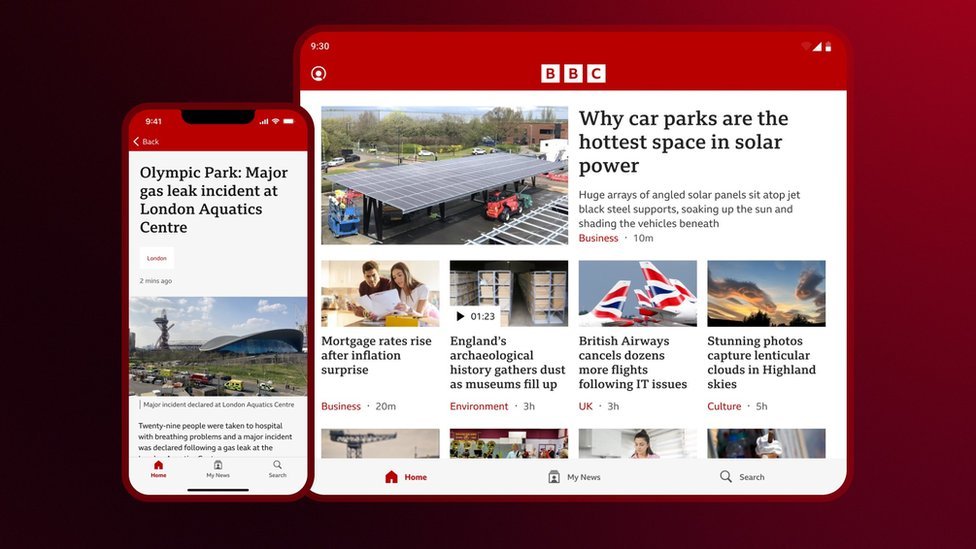 9:41
Back
Olympic Park: Major
gas leak incident at
London Aquatics
Centre
London
2 mins ago
Major incident declared at London Aquatics Centre
Twenty-nine people were taken to hospital
with breathing problems and a major incident
was declared following a gas leak at the
Home
My News
Search
9:30
BBC
Why car parks are the
hottest space in solar
power
Huge arrays of angled solar panels sit atop jet
black steel supports, soaking up the sun and
shading the vehicles beneath
Business · 10m
01:23
Mortgage rates rise
after inflation
surprise
Business · 20m
England's
archaeological
history gathers dust
as museums fill up
Environment · 3h
British Airways
cancels dozens
more flights
following IT issues
UK · 3h
Stunning photos
capture lenticular
clouds in Highland
skies
Culture · 5h
Home
My News
Search